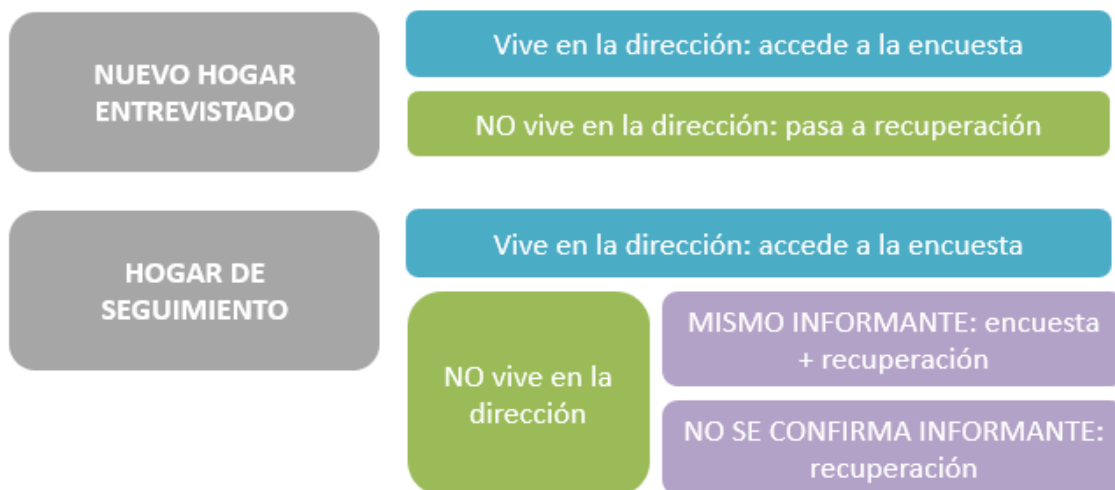 NUEVO HOGAR
ENTREVISTADO
Vive en la dirección: accede a la encuesta
NO vive en la dirección: pasa a recuperación
HOGAR DE
SEGUIMIENTO
Vive en la dirección: accede a la encuesta
NO vive en la
dirección
MISMO INFORMANTE: encuesta
+ recuperación
NO SE CONFIRMA INFORMANTE:
recuperación